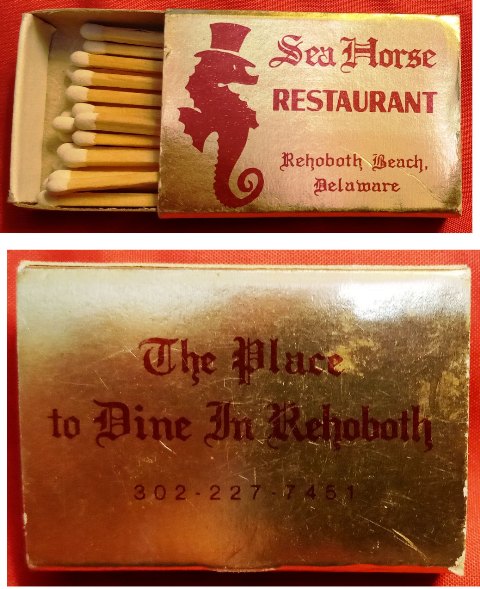 Sea Horse
RESTAURANT
Rehoboth Beach,
Delaware
The Place
to Dine In Rehoboth
302-227-7451